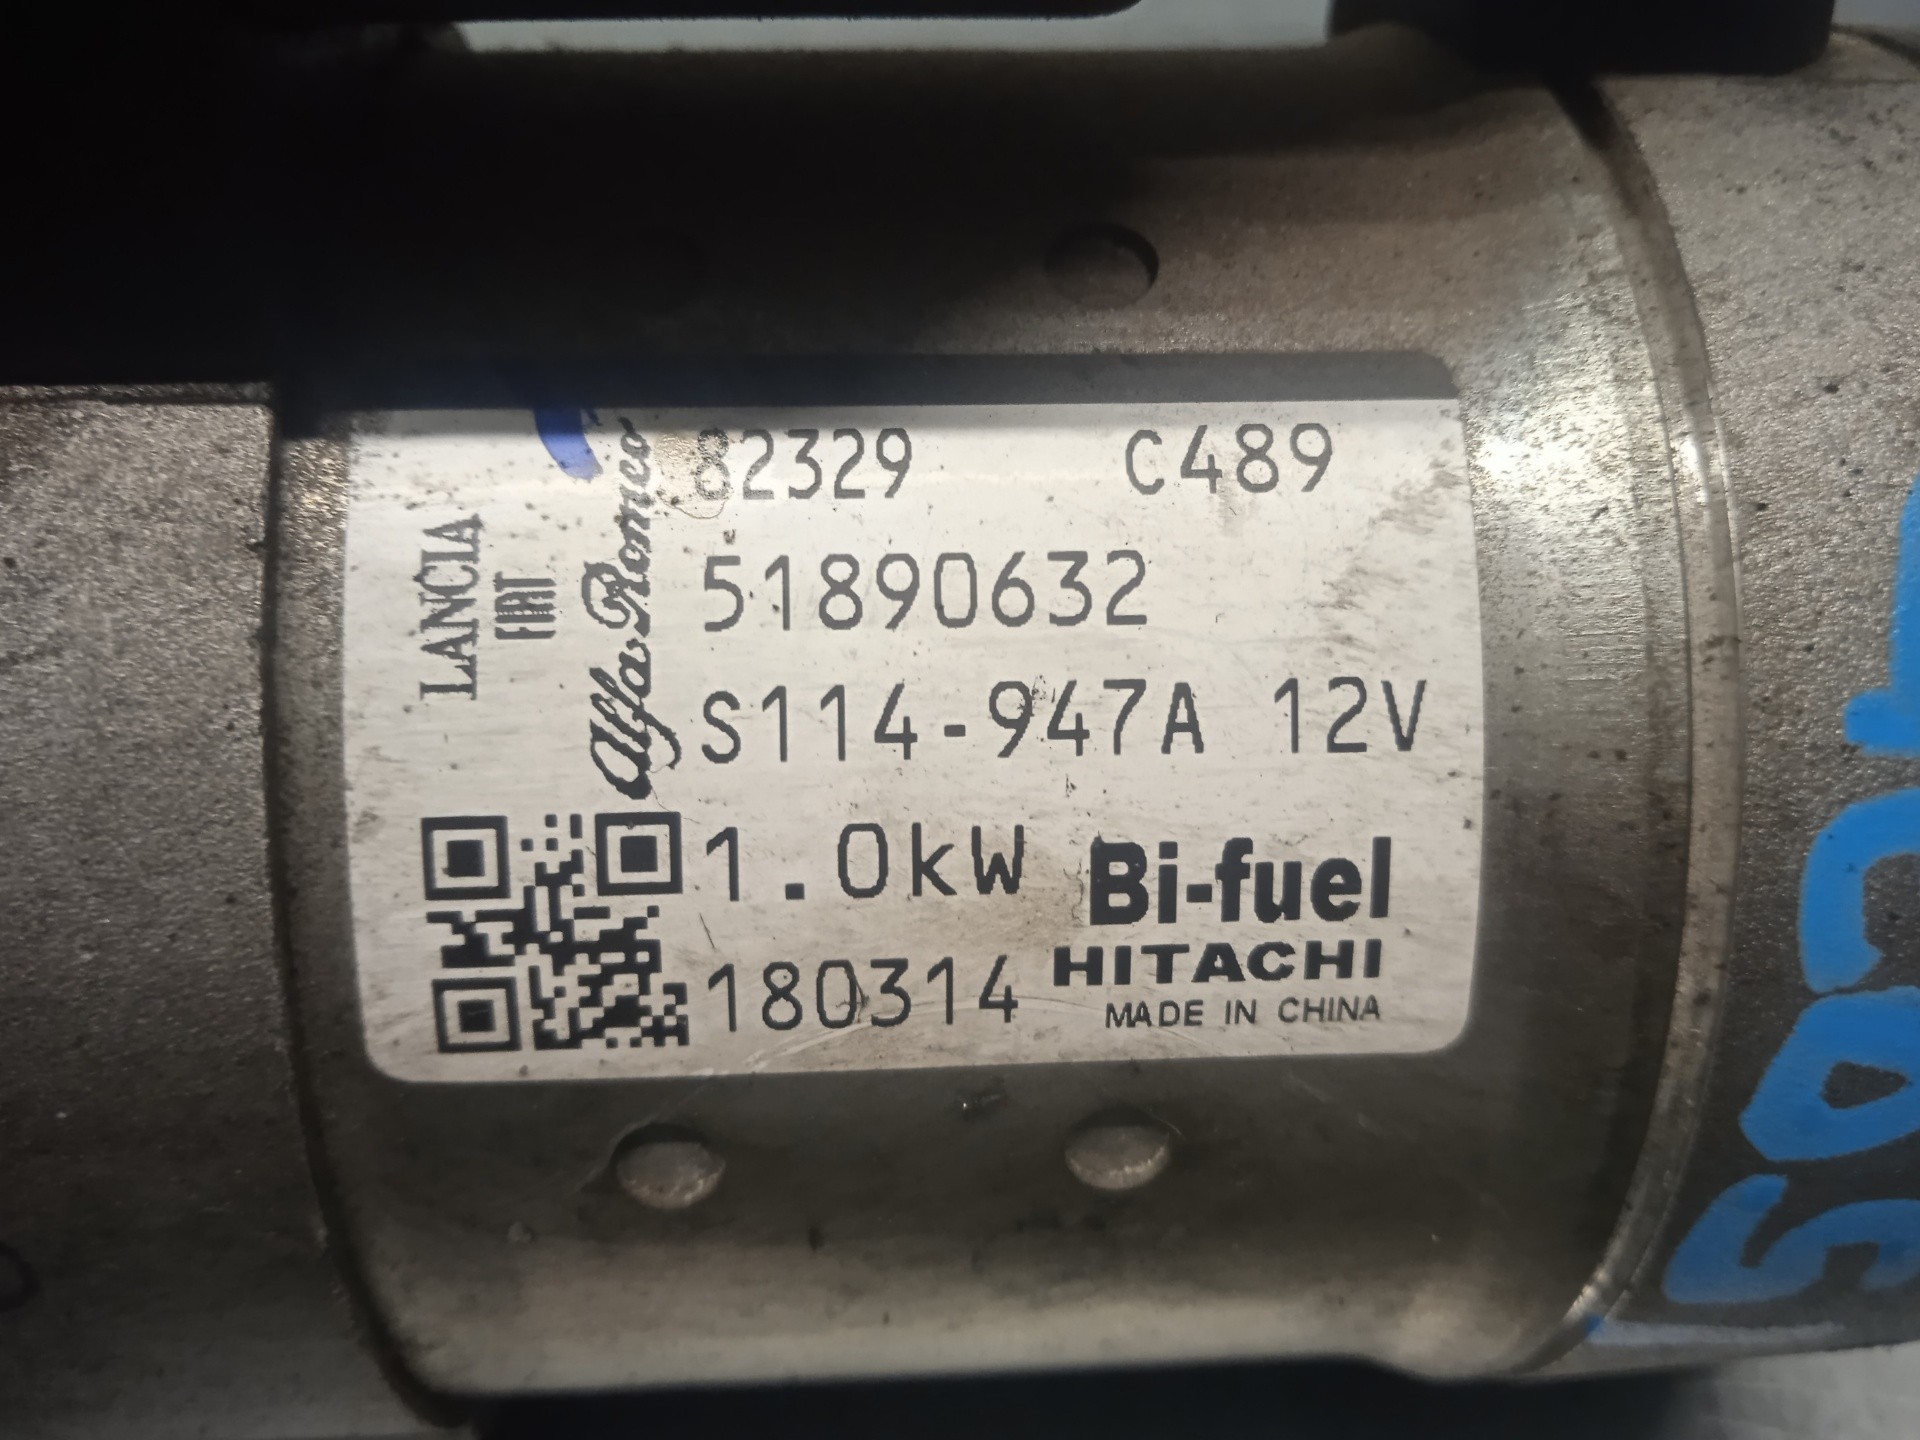 82329 C489
51890632
S114-947A 12V
1.0kW Bi-fuel
HITACHI
180314
MADE IN CHINA
LANCIA
FIAT
Alfa Romeo